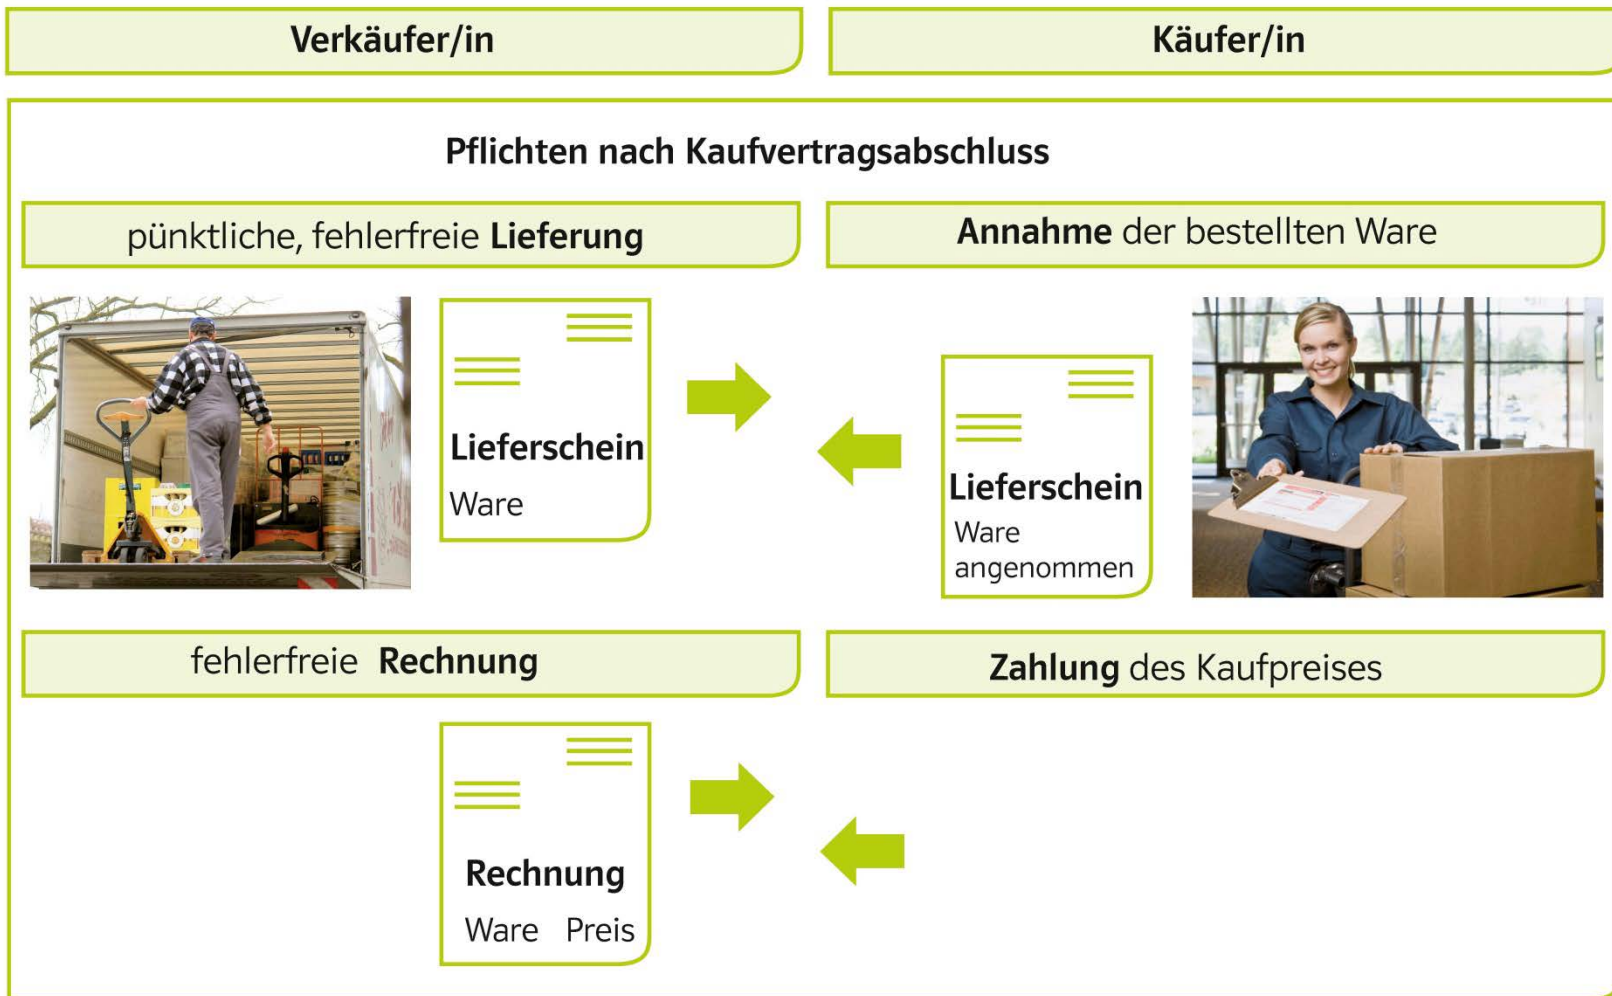 Verkäufer/in
Käufer/in
Pflichten nach Kaufvertragsabschluss
pünktliche, fehlerfreie Lieferung
Annahme der bestellten Ware
Lieferschein
Ware
Lieferschein
Ware
angenommen
fehlerfreie Rechnung
Zahlung des Kaufpreises
Rechnung
Ware Preis